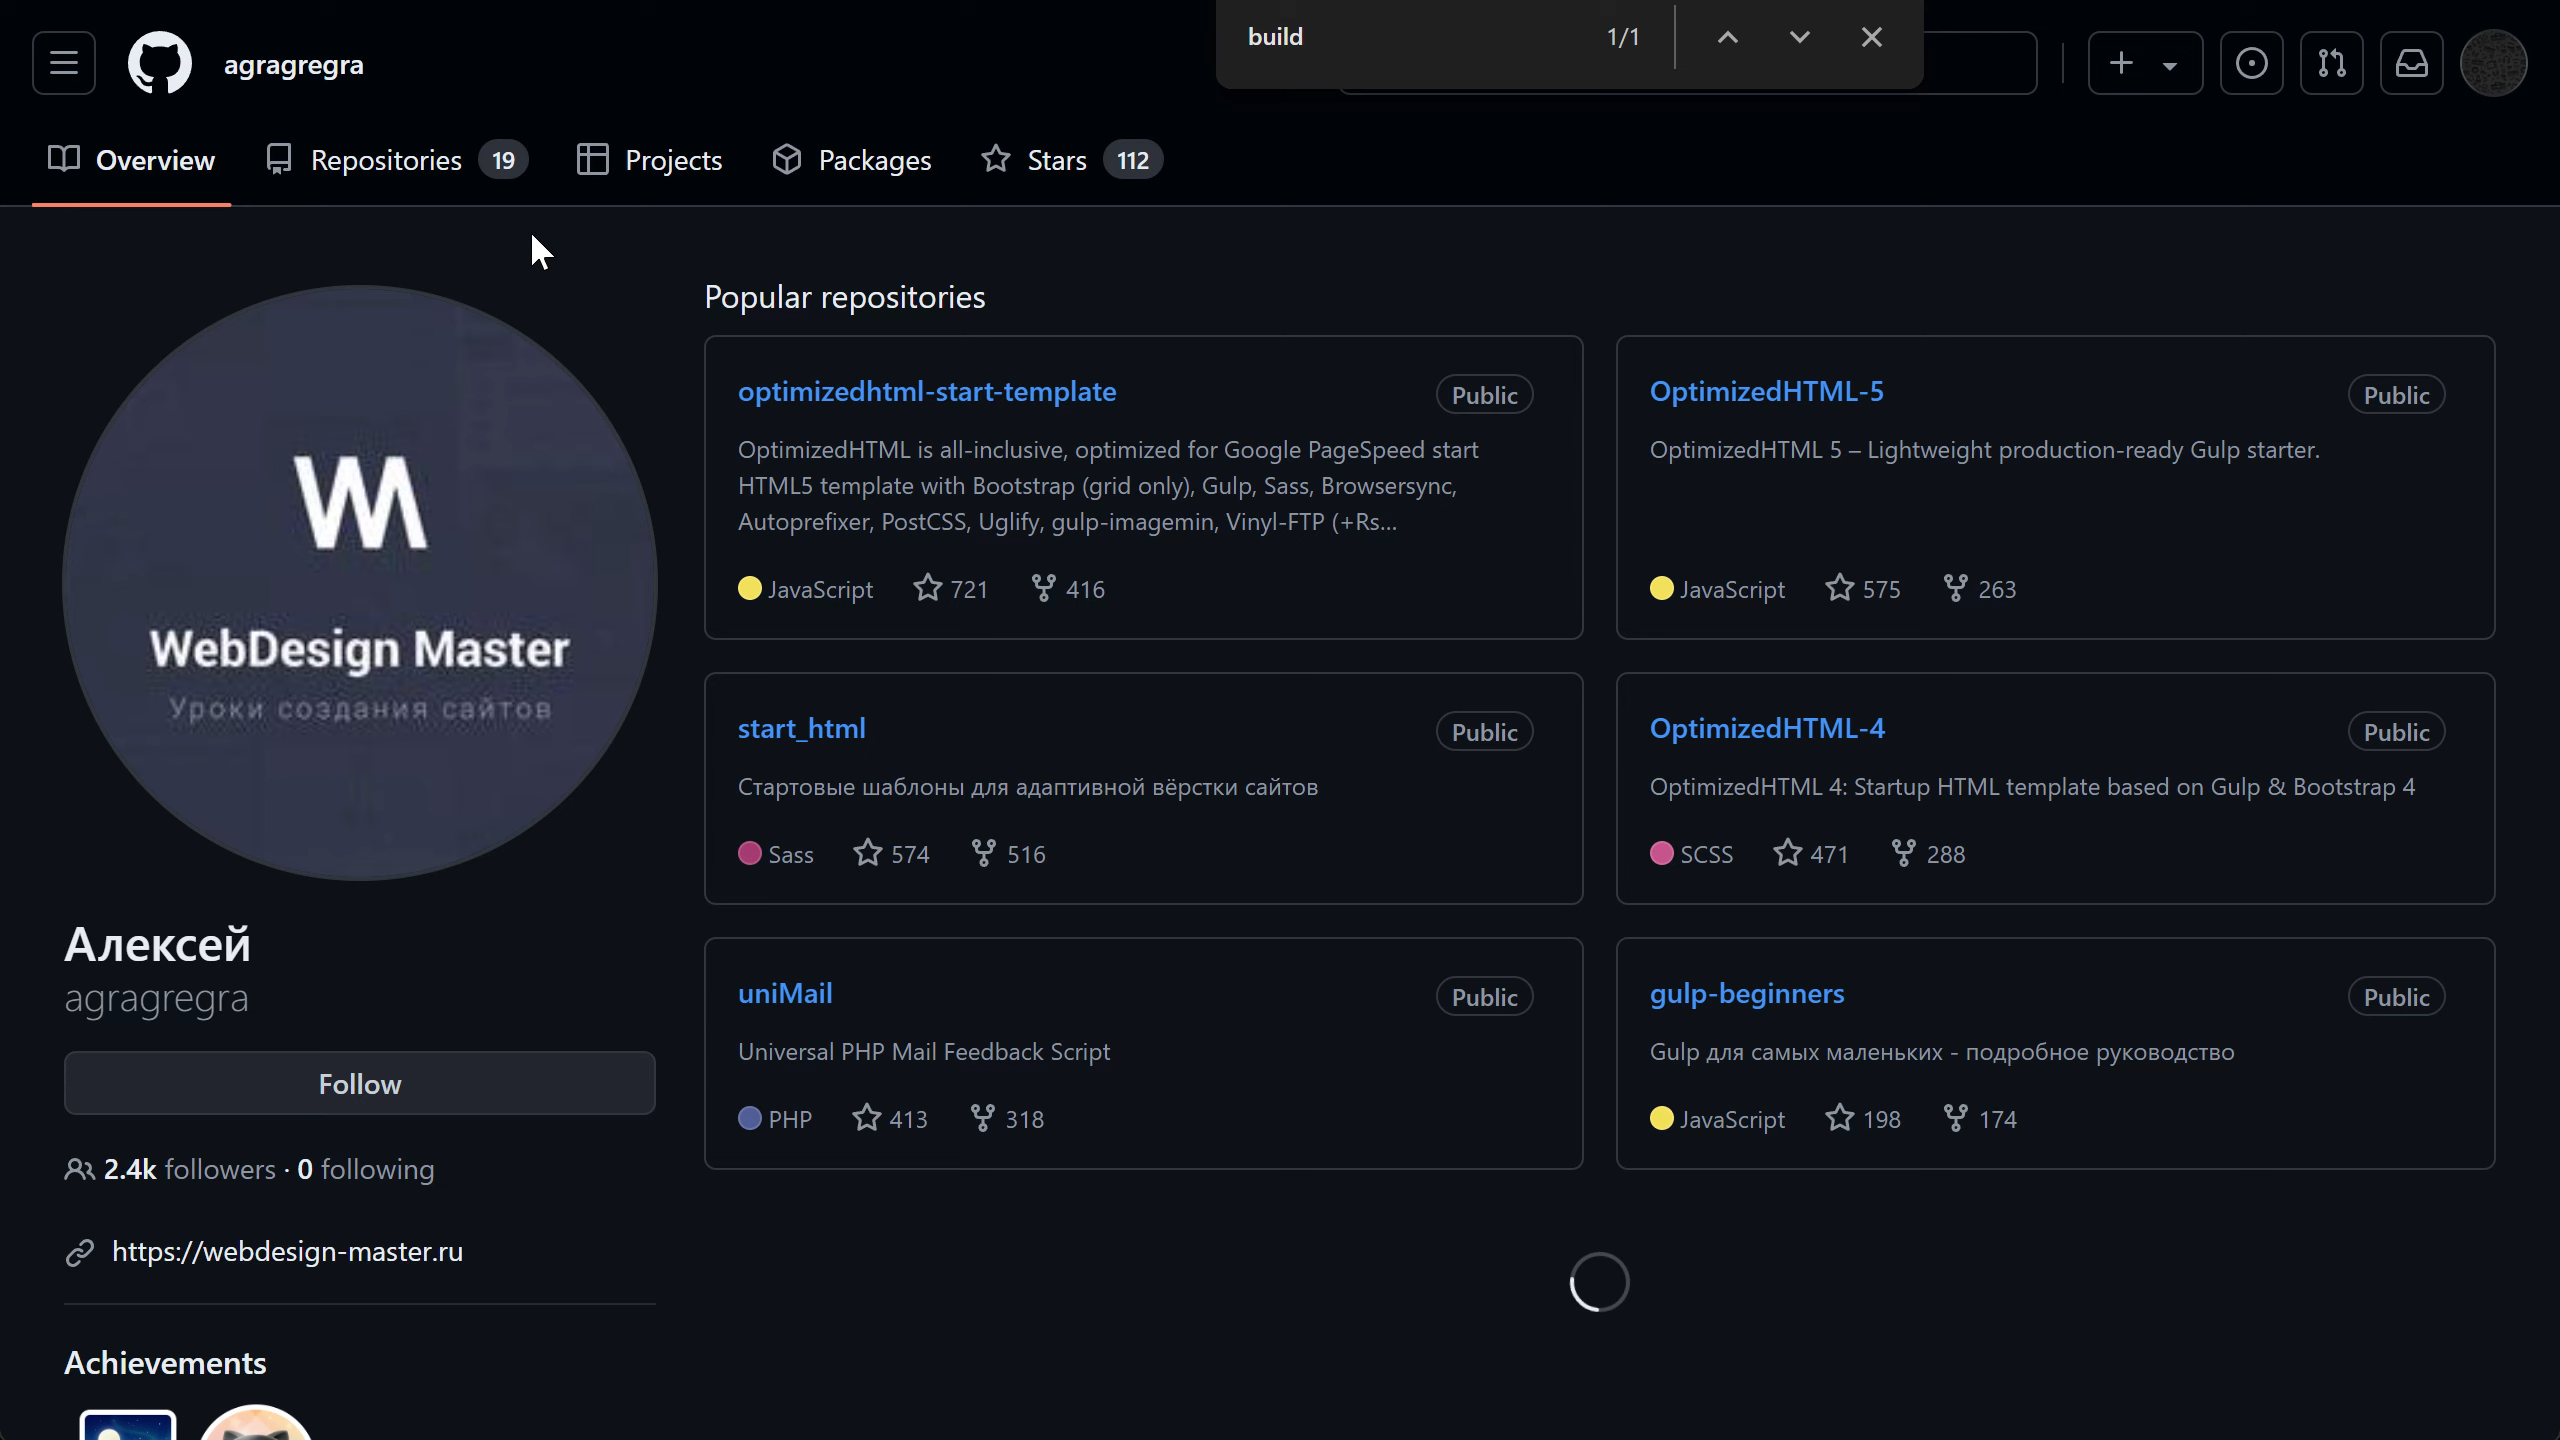 build
1/1
agragregra
Overview
Repositories 19
Projects
Packages
Stars 112
WM
WebDesign Master
Уроки создания сайтов
Алексей
agragregra
Follow
2.4k followers · 0 following
https://webdesign-master.ru
Achievements
Popular repositories
optimizedhtml-start-template
Public
OptimizedHTML is all-inclusive, optimized for Google PageSpeed start
HTML5 template with Bootstrap (grid only), Gulp, Sass, Browsersync,
Autoprefixer, PostCSS, Uglify, gulp-imagemin, Vinyl-FTP (+Rs...
JavaScript 721 416
OptimizedHTML-5
Public
OptimizedHTML 5 – Lightweight production-ready Gulp starter.
JavaScript 575 263
start_html
Public
Стартовые шаблоны для адаптивной вёрстки сайтов
Sass 574 516
OptimizedHTML-4
Public
OptimizedHTML 4: Startup HTML template based on Gulp & Bootstrap 4
SCSS 471 288
uniMail
Public
Universal PHP Mail Feedback Script
PHP 413 318
gulp-beginners
Public
Gulp для самых маленьких - подробное руководство
JavaScript 198 174